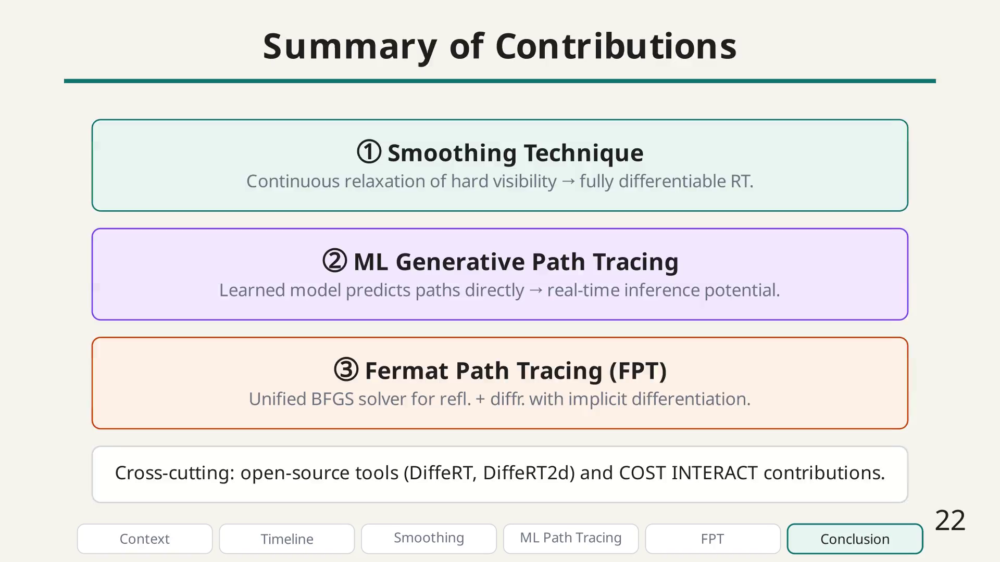 Summary of Contributions
① Smoothing Technique
Continuous relaxation of hard visibility → fully differentiable RT.
② ML Generative Path Tracing
Learned model predicts paths directly → real-time inference potential.
③ Fermat Path Tracing (FPT)
Unified BFGS solver for refl. + diffr. with implicit differentiation.
Cross-cutting: open-source tools (DiffeRT, DiffeRT2d) and COST INTERACT contributions.
Context
Timeline
Smoothing
ML Path Tracing
FPT
Conclusion
22